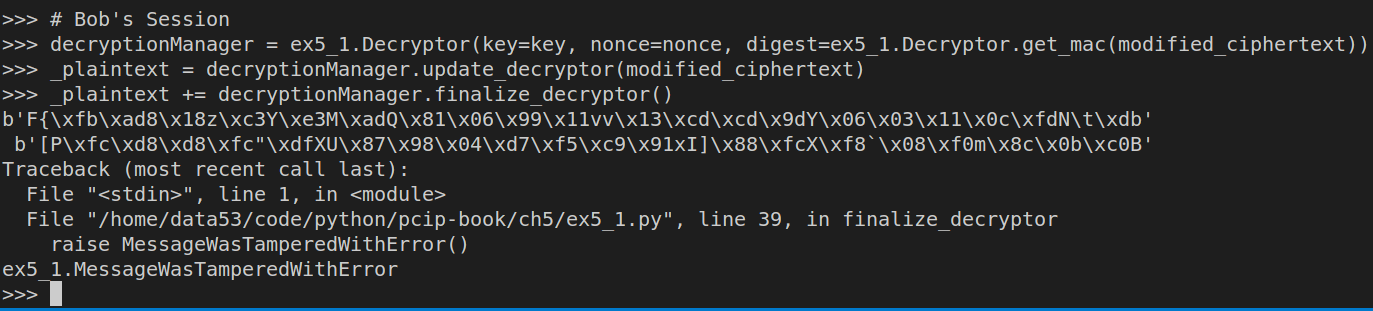 >>> # Bob's Session
>>> decryptionManager = ex5_1.Decryptor(key=key, nonce=nonce, digest=ex5_1.Decryptor.get_mac(modified_ciphertext))
>>> _plaintext = decryptionManager.update_decryptor(modified_ciphertext)
>>> _plaintext += decryptionManager.finalize_decryptor()
b'F{\xfb\xad8\x18z\xc3Y\xe3M\xadQ\x81\x06\x99\x11vv\x13\xcd\xcd\x9dY\x06\x03\x11\x0c\xfdN\t\xdb'
 b'[P\xfc\xd8\xd8\xfc"\xdfXU\x87\x98\x04\xd7\xf5\xc9\x91xI]\x88\xfcX\xf8`\x08\xf0m\x8c\x0b\xc0B'
Traceback (most recent call last):
  File "<stdin>", line 1, in <module>
  File "/home/data53/code/python/pcip-book/ch5/ex5_1.py", line 39, in finalize_decryptor
    raise MessageWasTamperedWithError()
ex5_1.MessageWasTamperedWithError
>>>